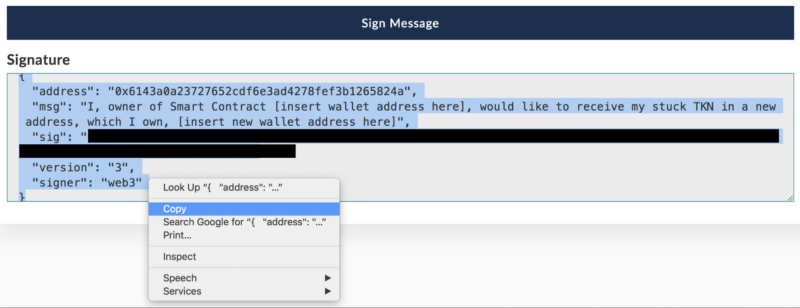 Sign Message
Signature
{
"address": "0x6143a0a23727652cdf6e3ad4278fef3b1265824a",
"msg": "I, owner of Smart Contract [insert wallet address here], would like to receive my stuck TKN in a new
address, which I own, [insert new wallet address here]",
"sig": "
"version": "3",
"signer": "web3"
}
Look Up “{ "address": "...”
Copy
Search Google for “{ "address": "...”
Print...
Inspect
Speech
Services